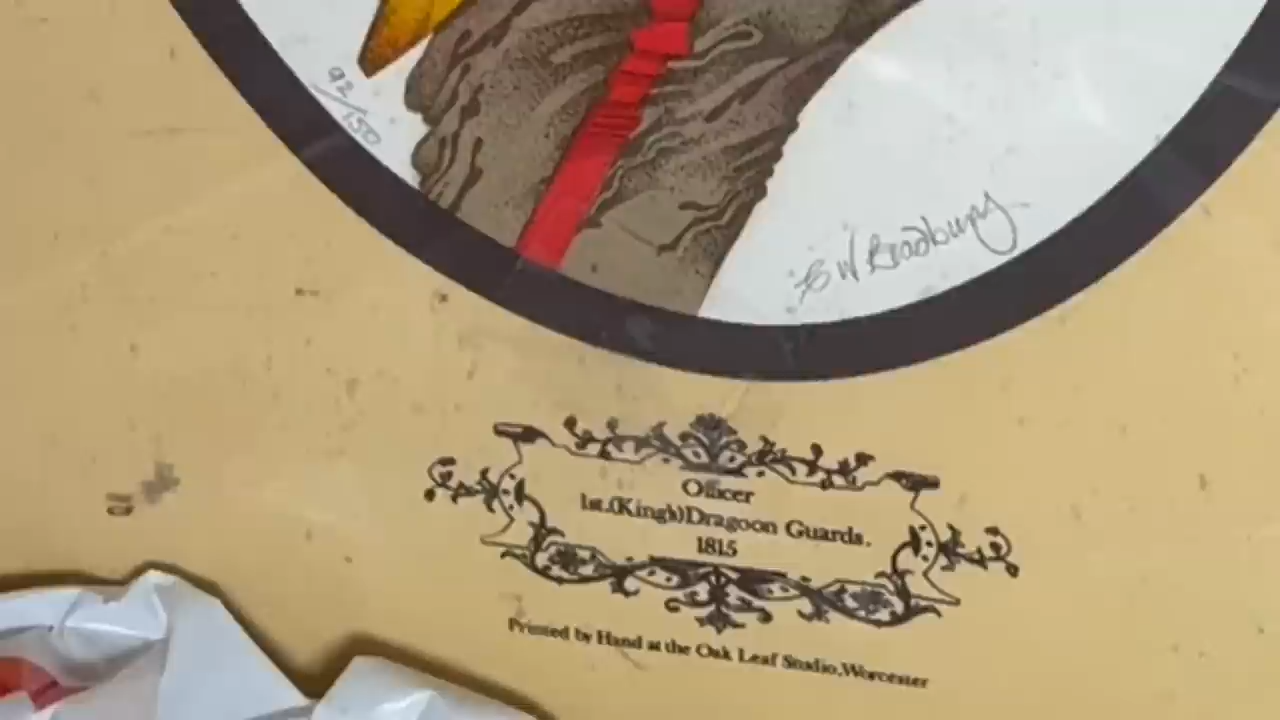 92/150
E W Bradbury
Officer
1st.(King's)Dragoon Guards.
1815
Printed by Hand at the Oak Leaf Studio,Worcester